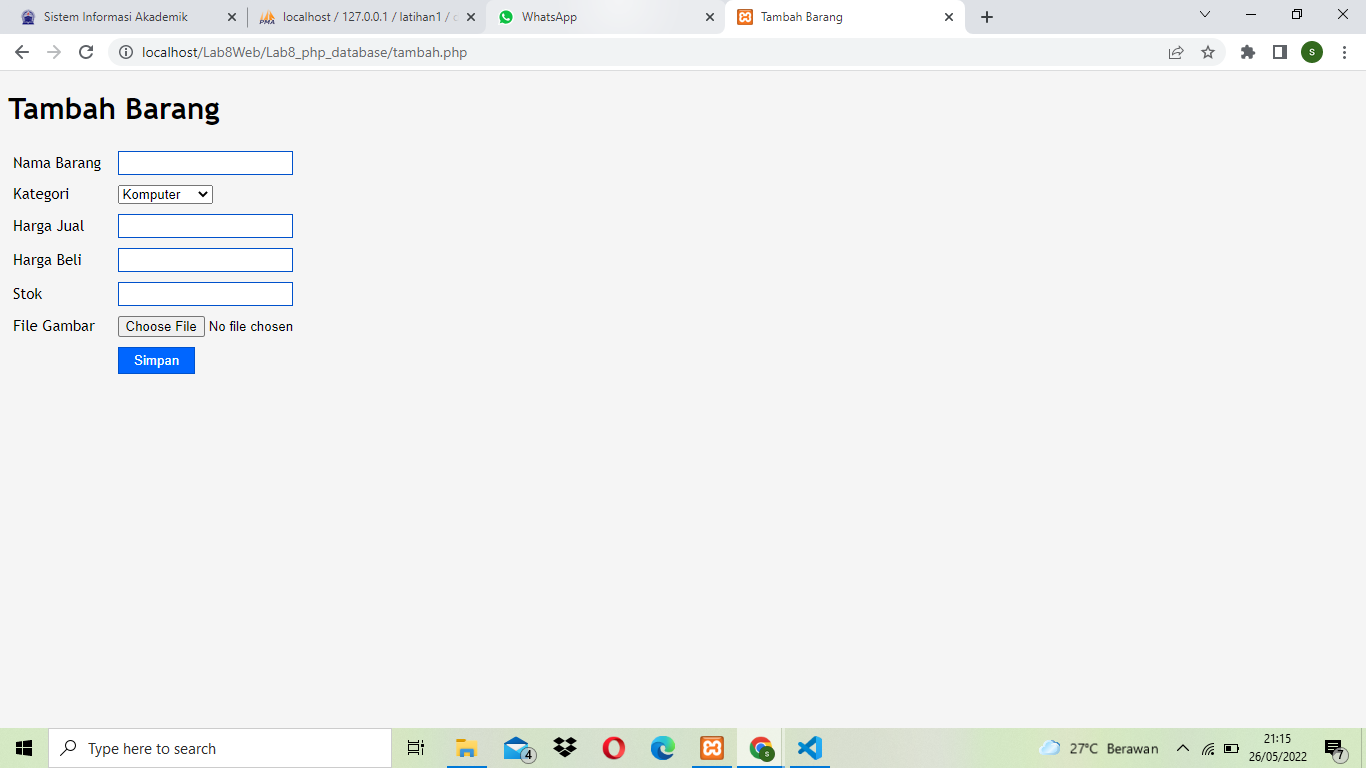 Sistem Informasi Akademik
localhost / 127.0.0.1 / latihan1 /
WhatsApp
Tambah Barang
localhost/Lab8Web/Lab8_php_database/tambah.php
s
Tambah Barang
Nama Barang
Kategori Komputer
Harga Jual
Harga Beli
Stok
File Gambar Choose File No file chosen
Simpan
Type here to search
4
s
27°C Berawan
21:15
26/05/2022
7